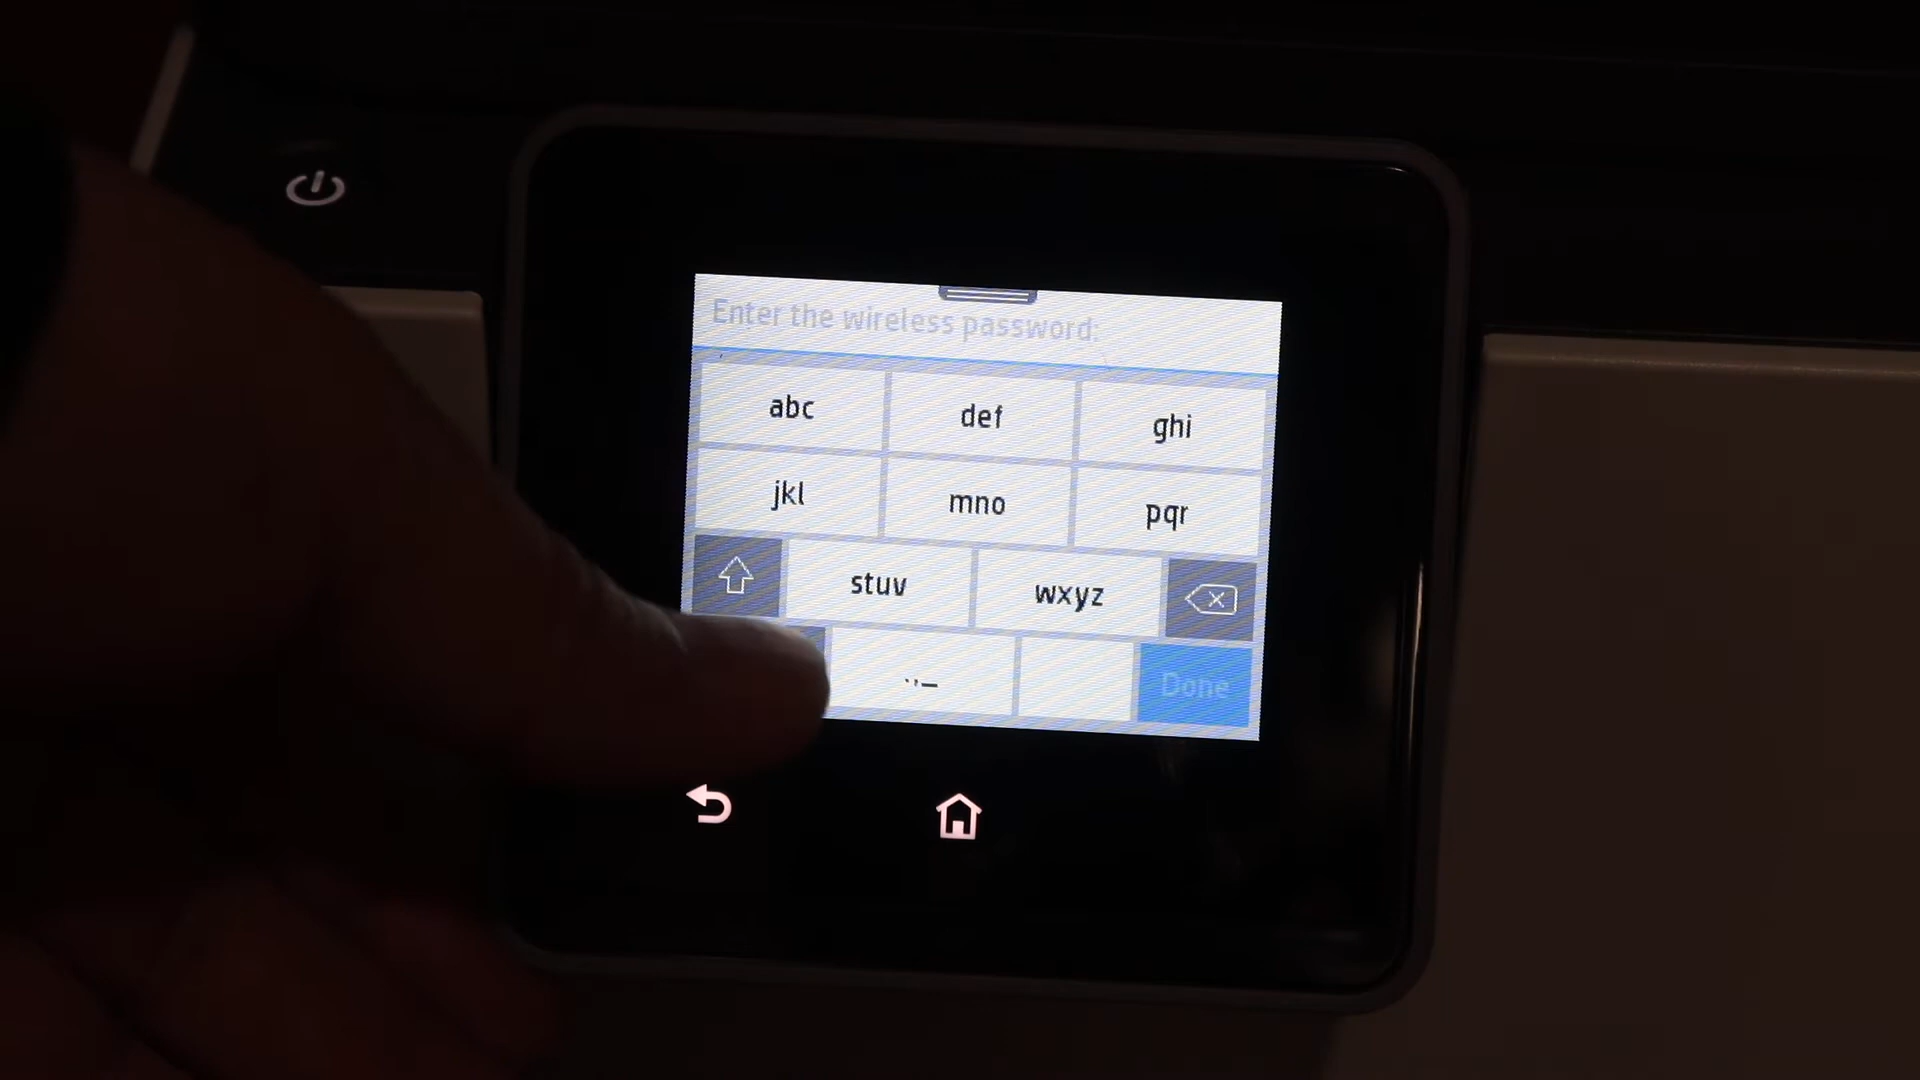 Enter the wireless password:
abc def ghi
jkl mno pqr
stuv wxyz
.,_ Done